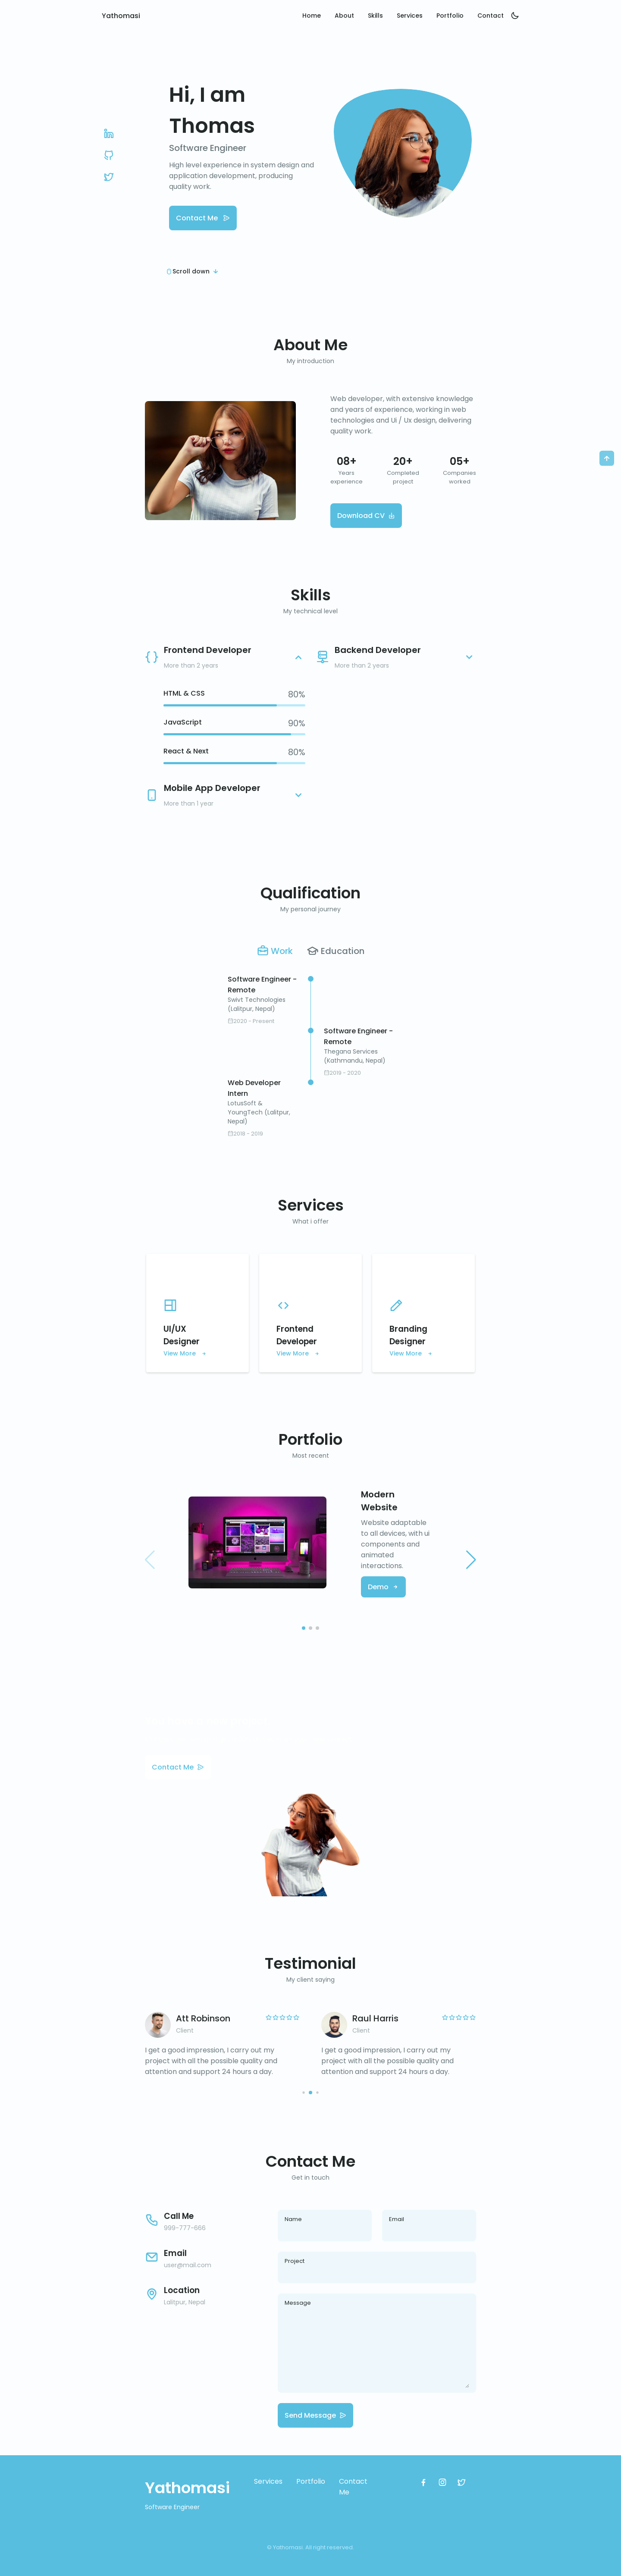 Yathomasi
Home
About
Skills
Services
Portfolio
Contact
Hi, I am
Thomas
Software Engineer
High level experience in system design and
application development, producing
quality work.
Contact Me
Scroll down
About Me
My introduction
Web developer, with extensive knowledge
and years of experience, working in web
technologies and Ui / Ux design, delivering
quality work.
08+
Years
experience
20+
Completed
project
05+
Companies
worked
Download CV
Skills
My technical level
Frontend Developer
More than 2 years
HTML & CSS
80%
JavaScript
90%
React & Next
80%
Backend Developer
More than 2 years
Mobile App Developer
More than 1 year
Qualification
My personal journey
Work
Education
Software Engineer -
Remote
Swivt Technologies
(Lalitpur, Nepal)
2020 - Present
Software Engineer -
Remote
Thegana Services
(Kathmandu, Nepal)
2019 - 2020
Web Developer
Intern
LotusSoft &
YoungTech (Lalitpur,
Nepal)
2018 - 2019
Services
What i offer
UI/UX
Designer
View More
Frontend
Developer
View More
Branding
Designer
View More
Portfolio
Most recent
Modern
Website
Website adaptable
to all devices, with ui
components and
animated
interactions.
Demo
Contact Me
Testimonial
My client saying
Att Robinson
Client
I get a good impression, I carry out my
project with all the possible quality and
attention and support 24 hours a day.
Raul Harris
Client
I get a good impression, I carry out my
project with all the possible quality and
attention and support 24 hours a day.
Contact Me
Get in touch
Call Me
999-777-666
Email
user@mail.com
Location
Lalitpur, Nepal
Name
Email
Project
Message
Send Message
Yathomasi
Software Engineer
Services
Portfolio
Contact
Me
© Yathomasi. All right reserved.